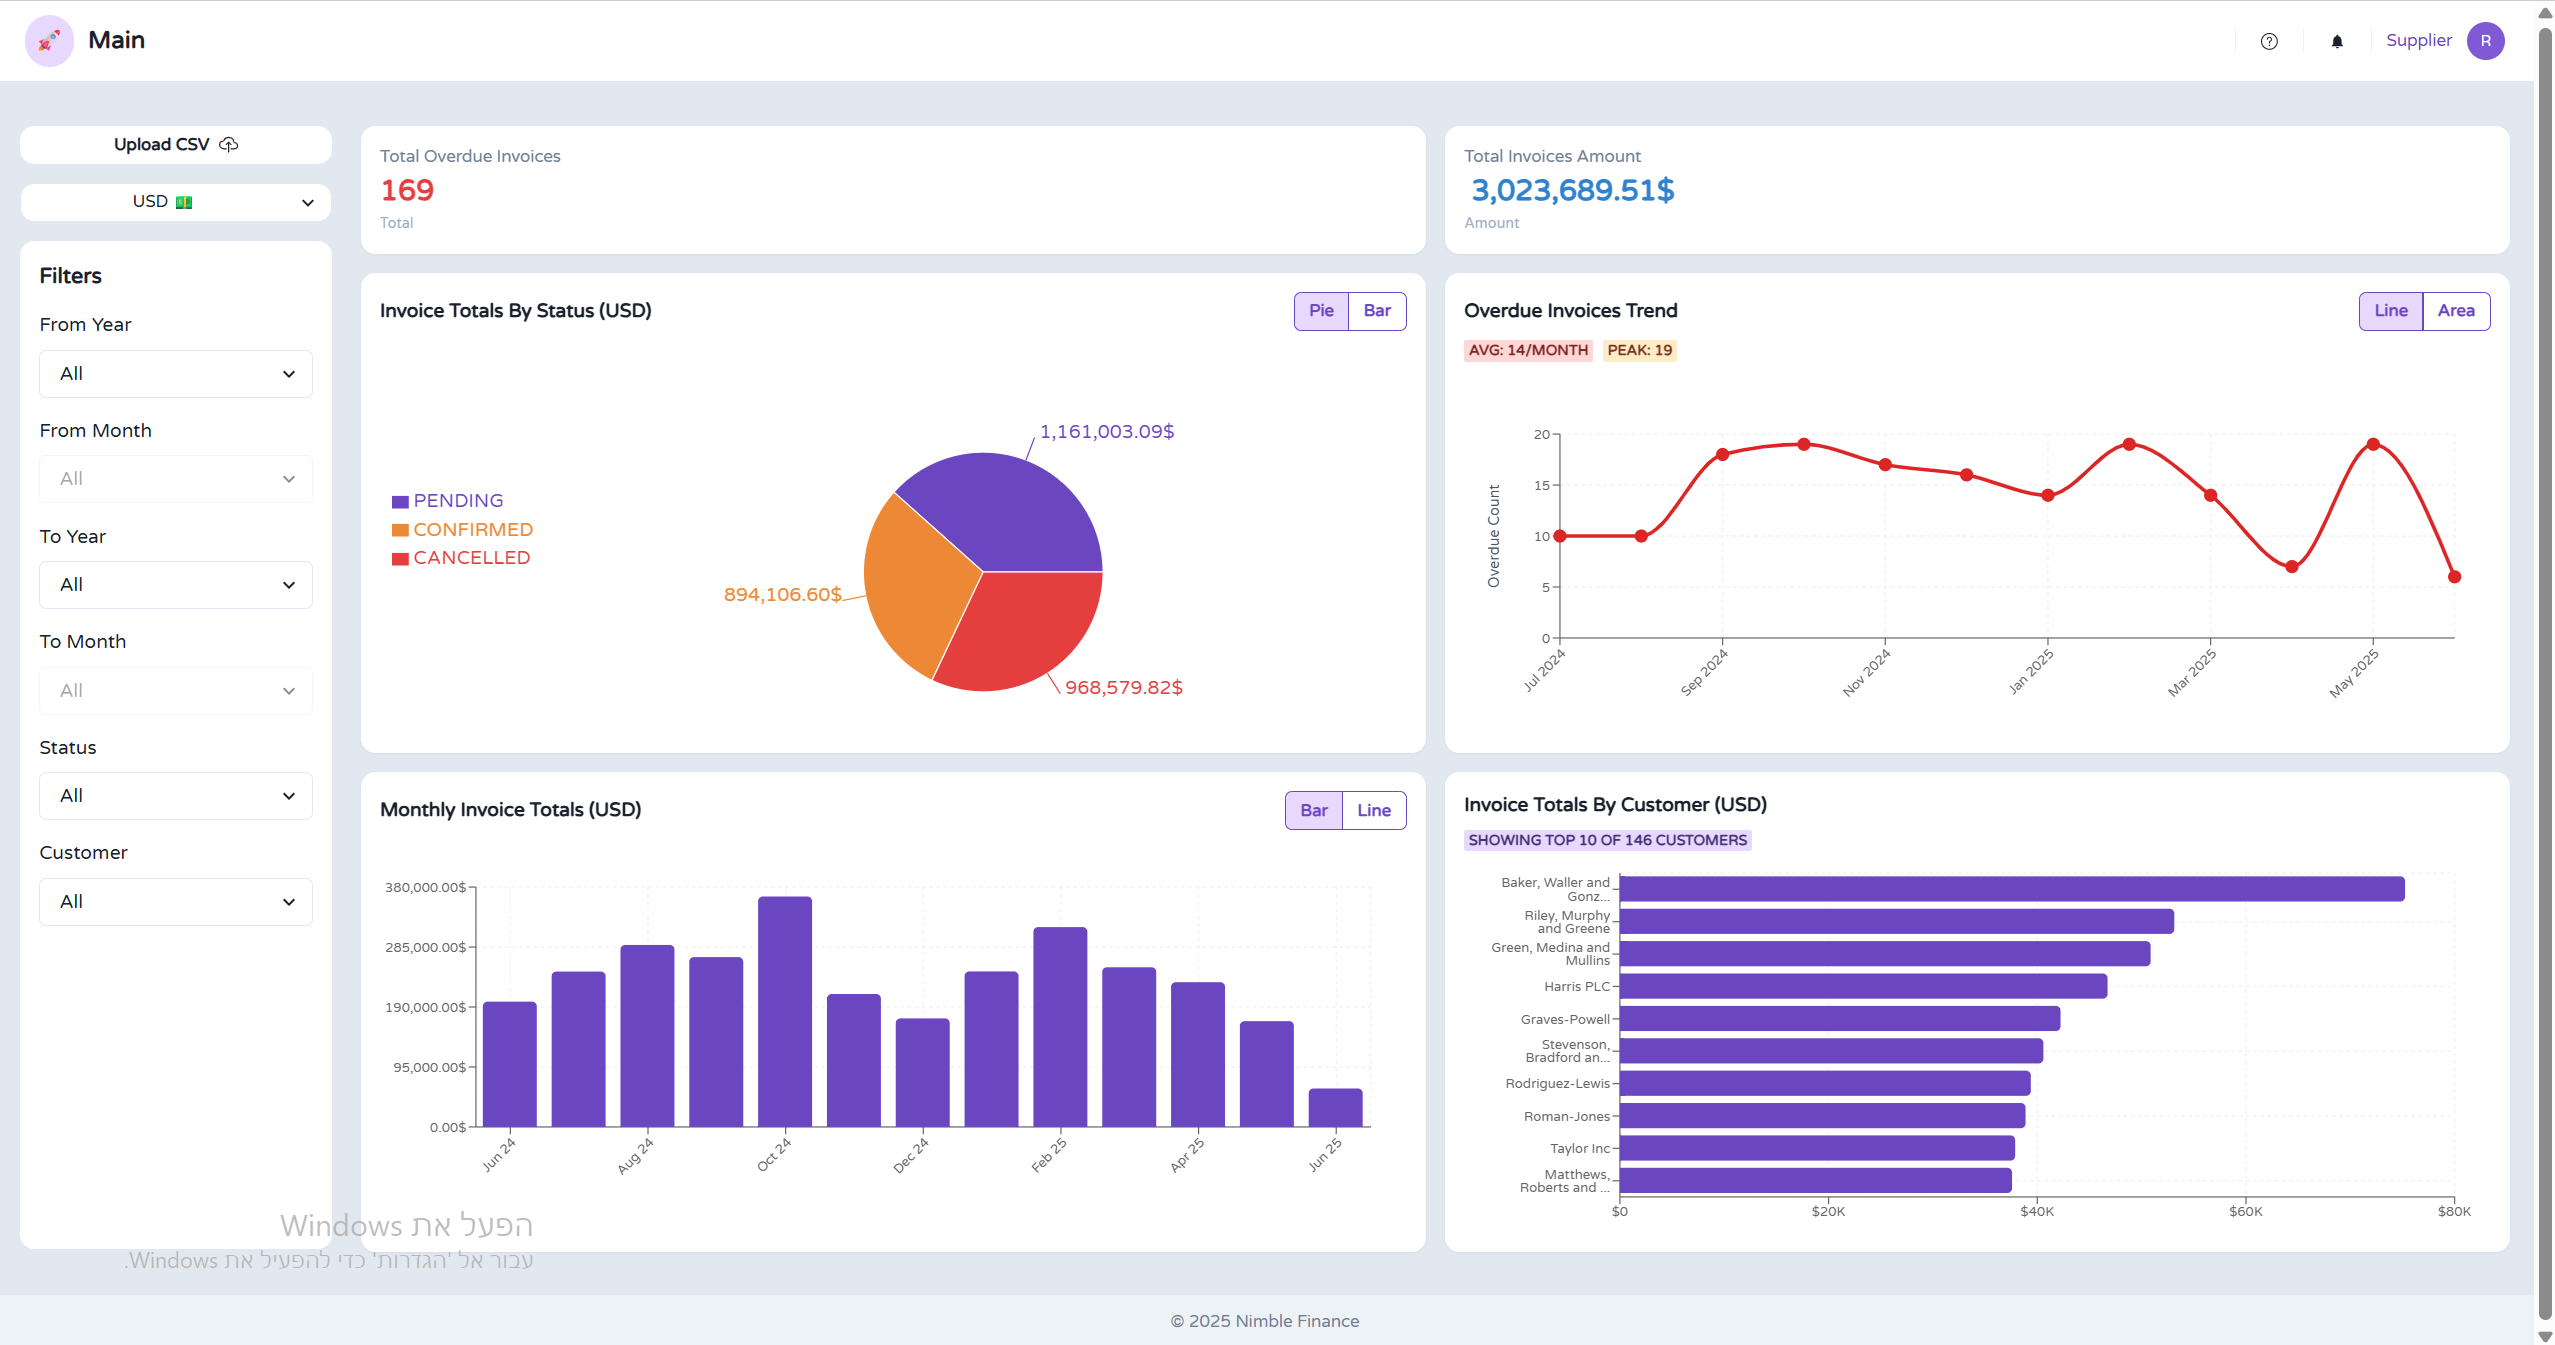 Main
Supplier
R
Upload CSV
USD
Filters
From Year
All
From Month
All
To Year
All
To Month
All
Status
All
Customer
All
Total Overdue Invoices
169
Total
Total Invoices Amount
3,023,689.51$
Amount
Invoice Totals By Status (USD)
Pie
Bar
PENDING
CONFIRMED
CANCELLED
1,161,003.09$
894,106.60$
968,579.82$
Overdue Invoices Trend
Line
Area
AVG: 14/MONTH
PEAK: 19
Overdue Count
20
15
10
5
0
Jul 2024
Sep 2024
Nov 2024
Jan 2025
Mar 2025
May 2025
Monthly Invoice Totals (USD)
Bar
Line
380,000.00$
285,000.00$
190,000.00$
95,000.00$
0.00$
Jun 24
Aug 24
Oct 24
Dec 24
Feb 25
Apr 25
Jun 25
Invoice Totals By Customer (USD)
SHOWING TOP 10 OF 146 CUSTOMERS
Baker, Waller and
Gonz...
Riley, Murphy
and Greene
Green, Medina and
Mullins
Harris PLC
Graves-Powell
Stevenson,
Bradford an...
Rodriguez-Lewis
Roman-Jones
Taylor Inc
Matthews,
Roberts and ...
$0
$20K
$40K
$60K
$80K
הפעל את Windows
עבור אל 'הגדרות' כדי להפעיל את Windows.
© 2025 Nimble Finance